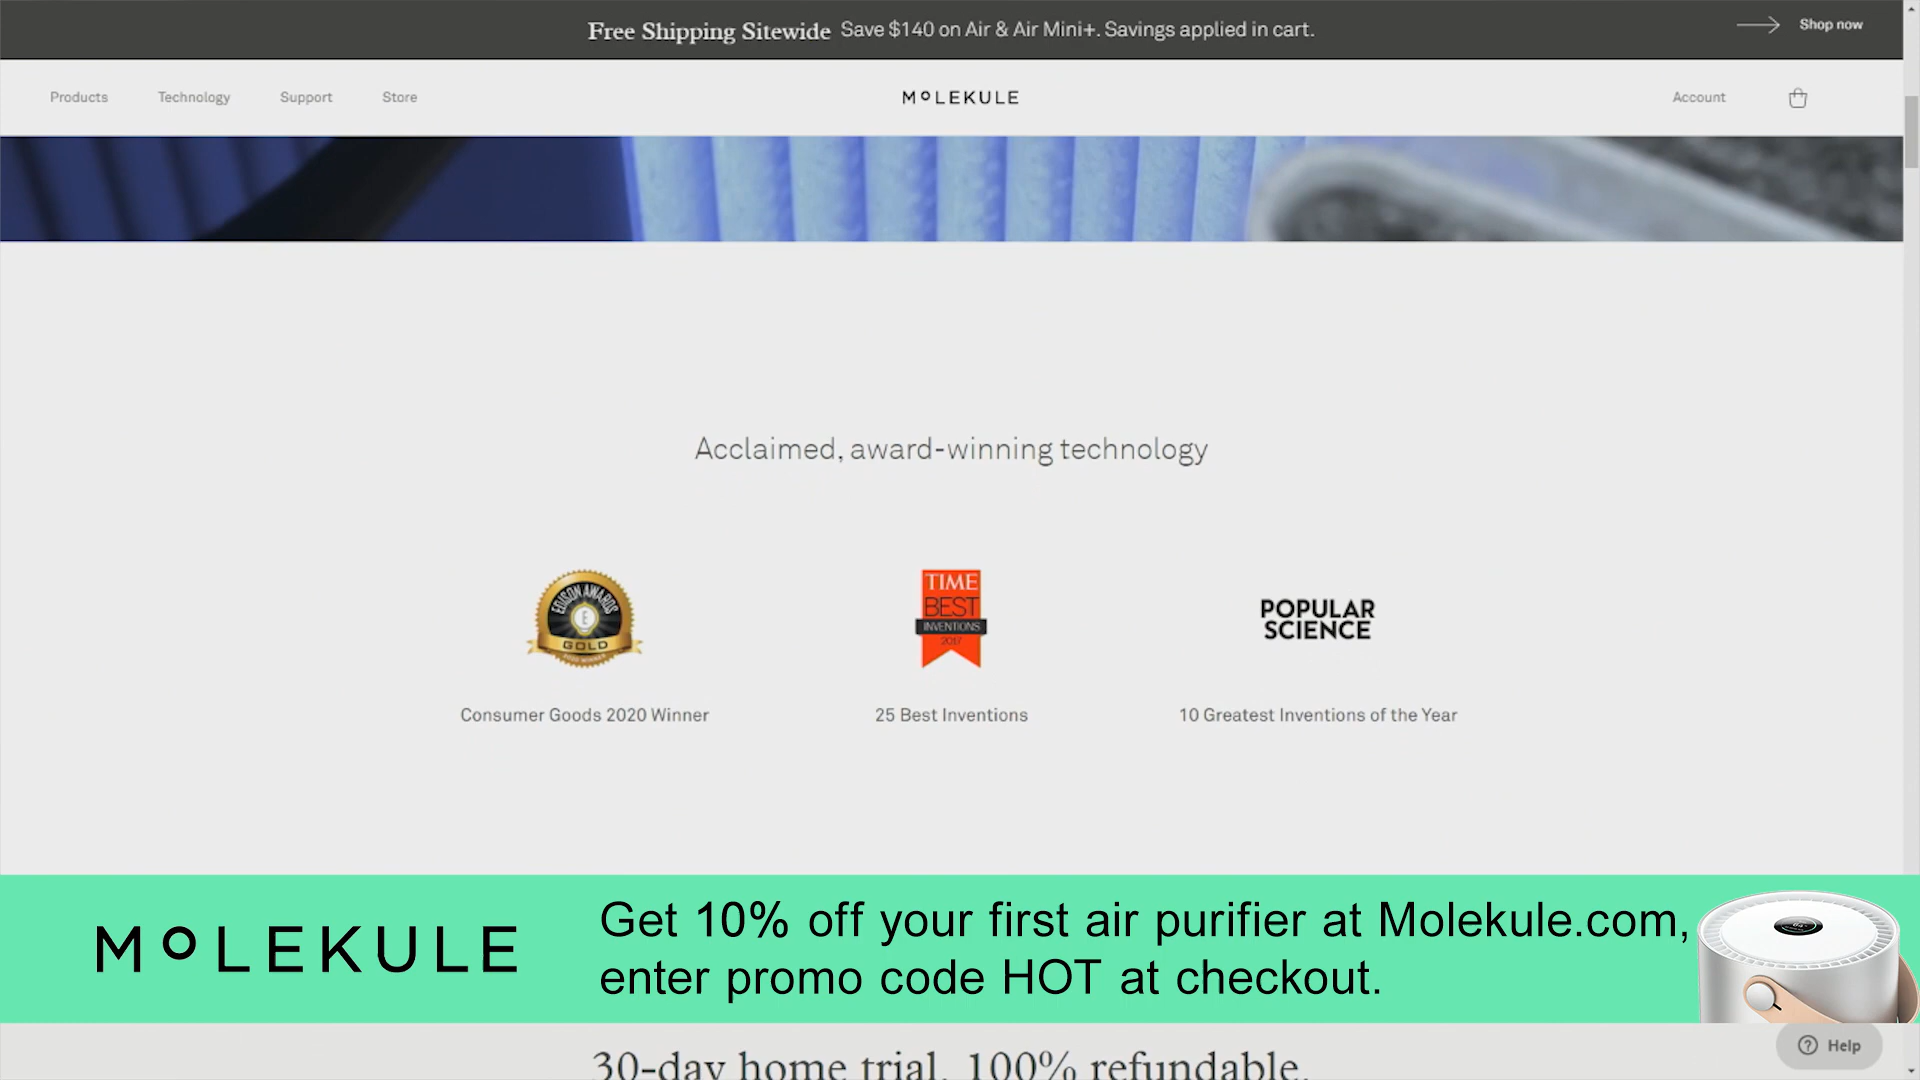 Free Shipping Sitewide Save $140 on Air & Air Mini+. Savings applied in cart.
Shop now
Products Technology Support Store
MOLEKULE
Account
Acclaimed, award-winning technology
EDISON AWARDS
E
GOLD
TIME
BEST
INVENTIONS
2017
POPULAR
SCIENCE
Consumer Goods 2020 Winner
25 Best Inventions
10 Greatest Inventions of the Year
MOLEKULE
Get 10% off your first air purifier at Molekule.com,
enter promo code HOT at checkout.
30-day home trial. 100% refundable.
? Help